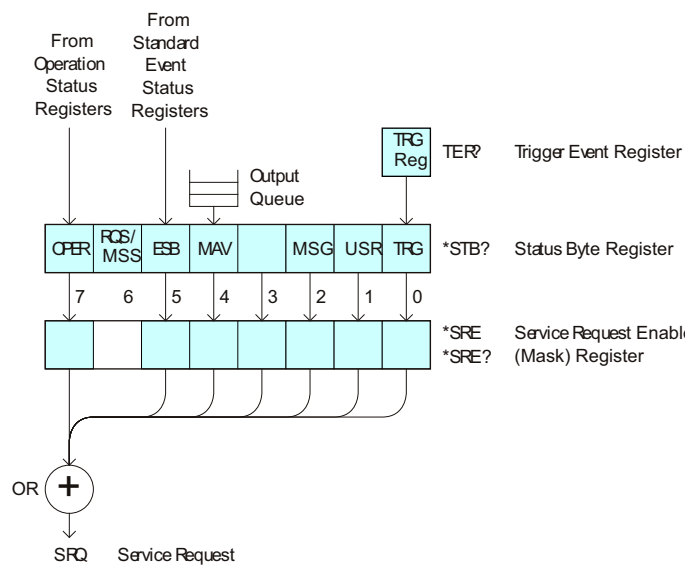 From
Operation
Status
Registers
From
Standard
Event
Status
Registers
Output
Queue
TRG
Reg
TER?
Trigger Event Register
OPER
RQS/
MSS
ESB
MAV
MSG
USR
TRG
*STB?
Status Byte Register
7
6
5
4
3
2
1
0
*SRE
Service Request Enable
*SRE?
(Mask) Register
OR
+
SRQ
Service Request